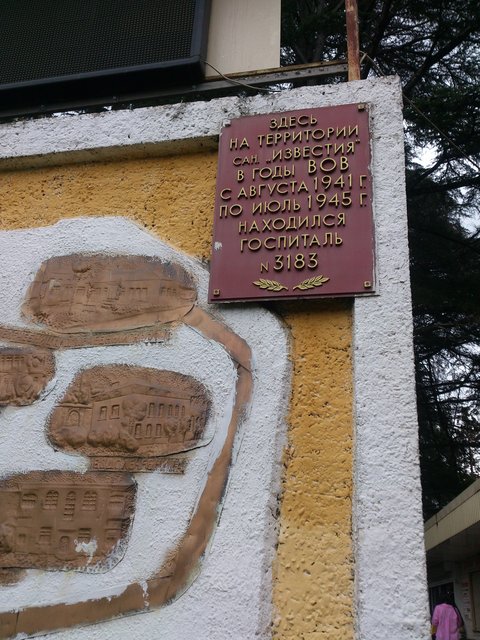 ЗДЕСЬ
НА ТЕРРИТОРИИ
САН. „ИЗВЕСТИЯ"
В ГОДЫ ВОВ
С АВГУСТА 1941 Г.
ПО ИЮЛЬ 1945 Г.
НАХОДИЛСЯ
ГОСПИТАЛЬ
N 3183